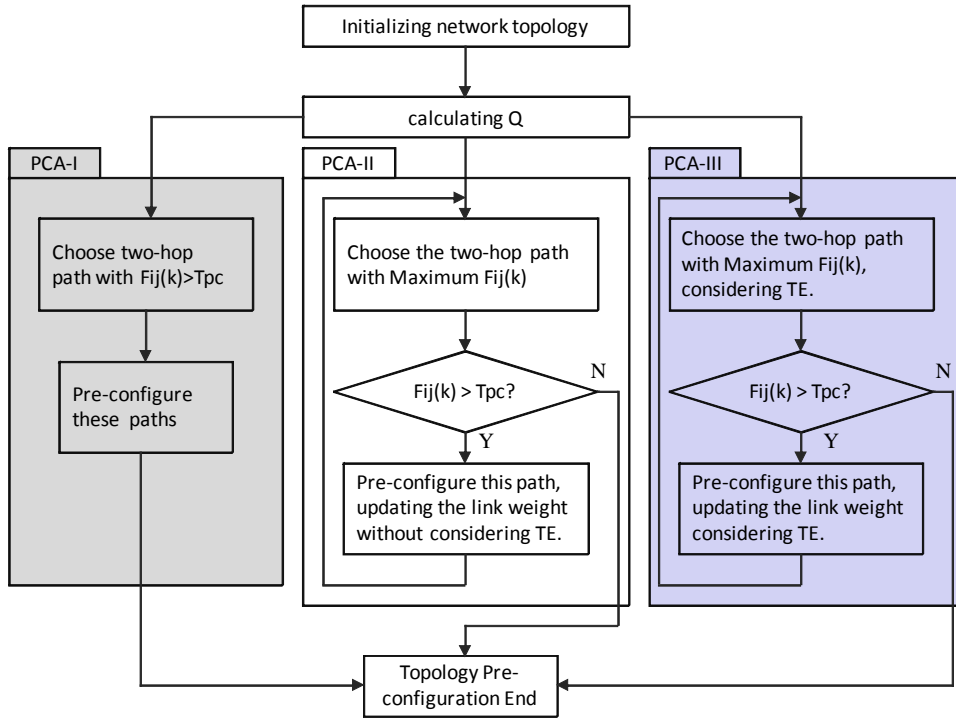 Initializing network topology
calculating Q
PCA-I
Choose two-hop
path with Fij(k)>Tpc
Pre-configure
these paths
PCA-II
Choose the two-hop path
with Maximum Fij(k)
Fij(k) > Tpc?
N
Y
Pre-configure this path,
updating the link weight
without considering TE.
PCA-III
Choose the two-hop path
with Maximum Fij(k),
considering TE.
Fij(k) > Tpc?
N
Y
Pre-configure this path,
updating the link weight
considering TE.
Topology Pre-
configuration End